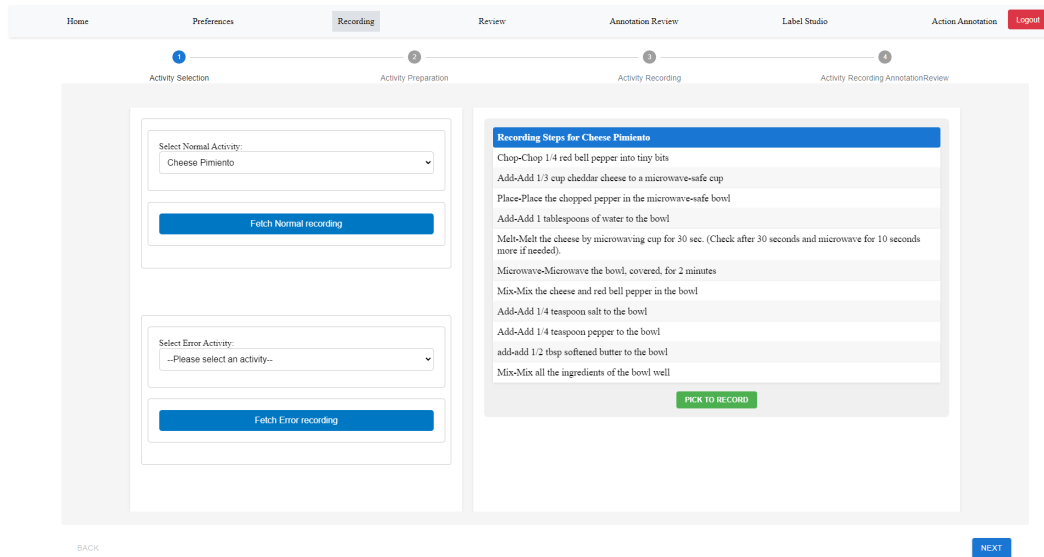 Home Preferences Recording Review Annotation Review Label Studio Action Annotation Logout
1 2 3 4
Activity Selection Activity Preparation Activity Recording Activity Recording AnnotationReview
Select Normal Activity:
Cheese Pimiento
Fetch Normal recording
Select Error Activity:
--Please select an activity--
Fetch Error recording
Recording Steps for Cheese Pimiento
Chop-Chop 1/4 red bell pepper into tiny bits
Add-Add 1/3 cup cheddar cheese to a microwave-safe cup
Place-Place the chopped pepper in the microwave-safe bowl
Add-Add 1 tablespoons of water to the bowl
Melt-Melt the cheese by microwaving cup for 30 sec. (Check after 30 seconds and microwave for 10 seconds
more if needed).
Microwave-Microwave the bowl, covered, for 2 minutes
Mix-Mix the cheese and red bell pepper in the bowl
Add-Add 1/4 teaspoon salt to the bowl
Add-Add 1/4 teaspoon pepper to the bowl
add-add 1/2 tbsp softened butter to the bowl
Mix-Mix all the ingredients of the bowl well
PICK TO RECORD
BACK NEXT